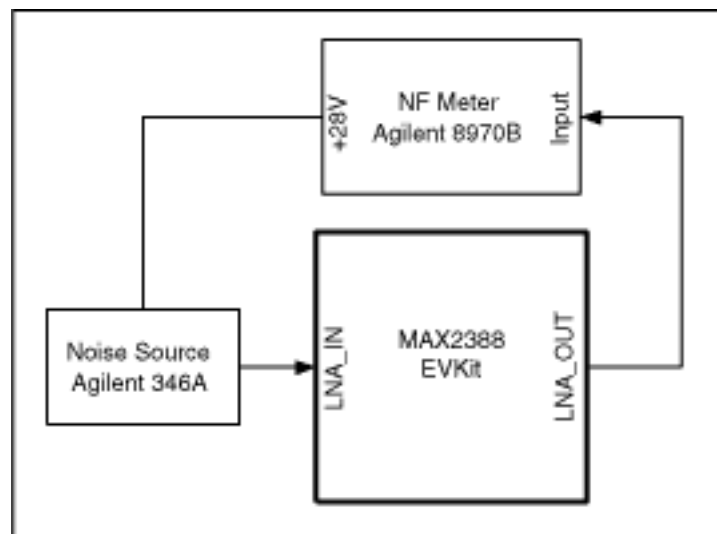 +28V
NF Meter
Agilent 8970B
Input
Noise Source
Agilent 346A
LNA_IN
MAX2388
EVKit
LNA_OUT